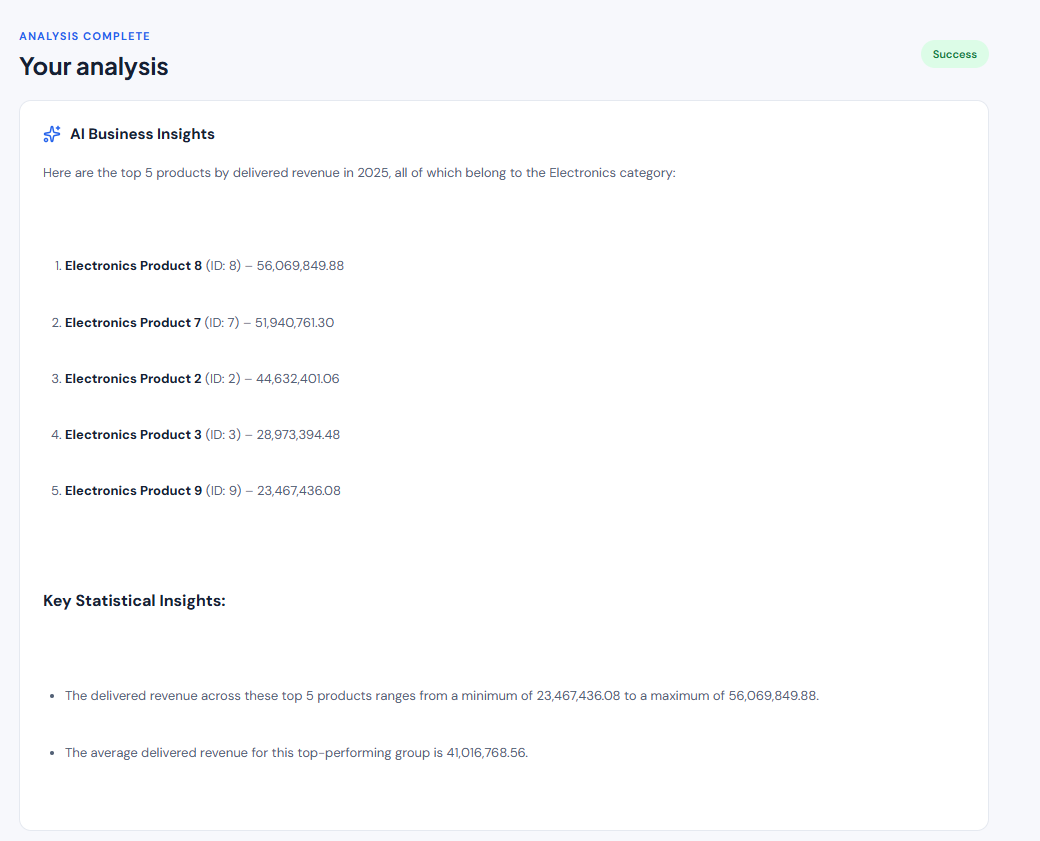 ANALYSIS COMPLETE
Your analysis
Success
AI Business Insights
Here are the top 5 products by delivered revenue in 2025, all of which belong to the Electronics category:
1. Electronics Product 8 (ID: 8) – 56,069,849.88
2. Electronics Product 7 (ID: 7) – 51,940,761.30
3. Electronics Product 2 (ID: 2) – 44,632,401.06
4. Electronics Product 3 (ID: 3) – 28,973,394.48
5. Electronics Product 9 (ID: 9) – 23,467,436.08
Key Statistical Insights:
• The delivered revenue across these top 5 products ranges from a minimum of 23,467,436.08 to a maximum of 56,069,849.88.
• The average delivered revenue for this top-performing group is 41,016,768.56.